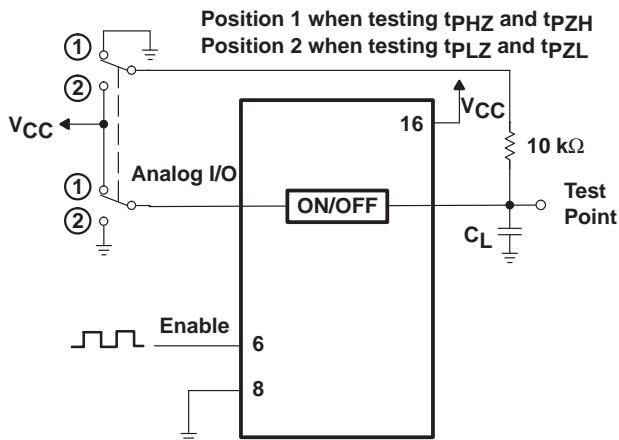 Position 1 when testing tPHZ and tPZH
Position 2 when testing tPLZ and tPZL
1
2
VCC
1
2
Analog I/O
ON/OFF
16
VCC
10 kΩ
Test
Point
CL
Enable
6
8